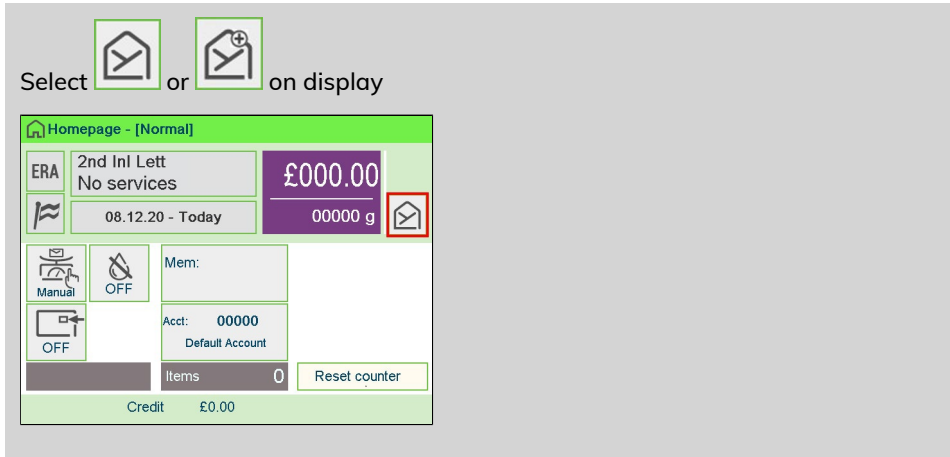 Select or on display
Homepage - [Normal]
ERA
2nd Inl Lett
No services
£000.00
08.12.20 - Today
00000 g
Manual
OFF
Mem:
OFF
Acct: 00000
Default Account
Items 0
Reset counter
Credit £0.00